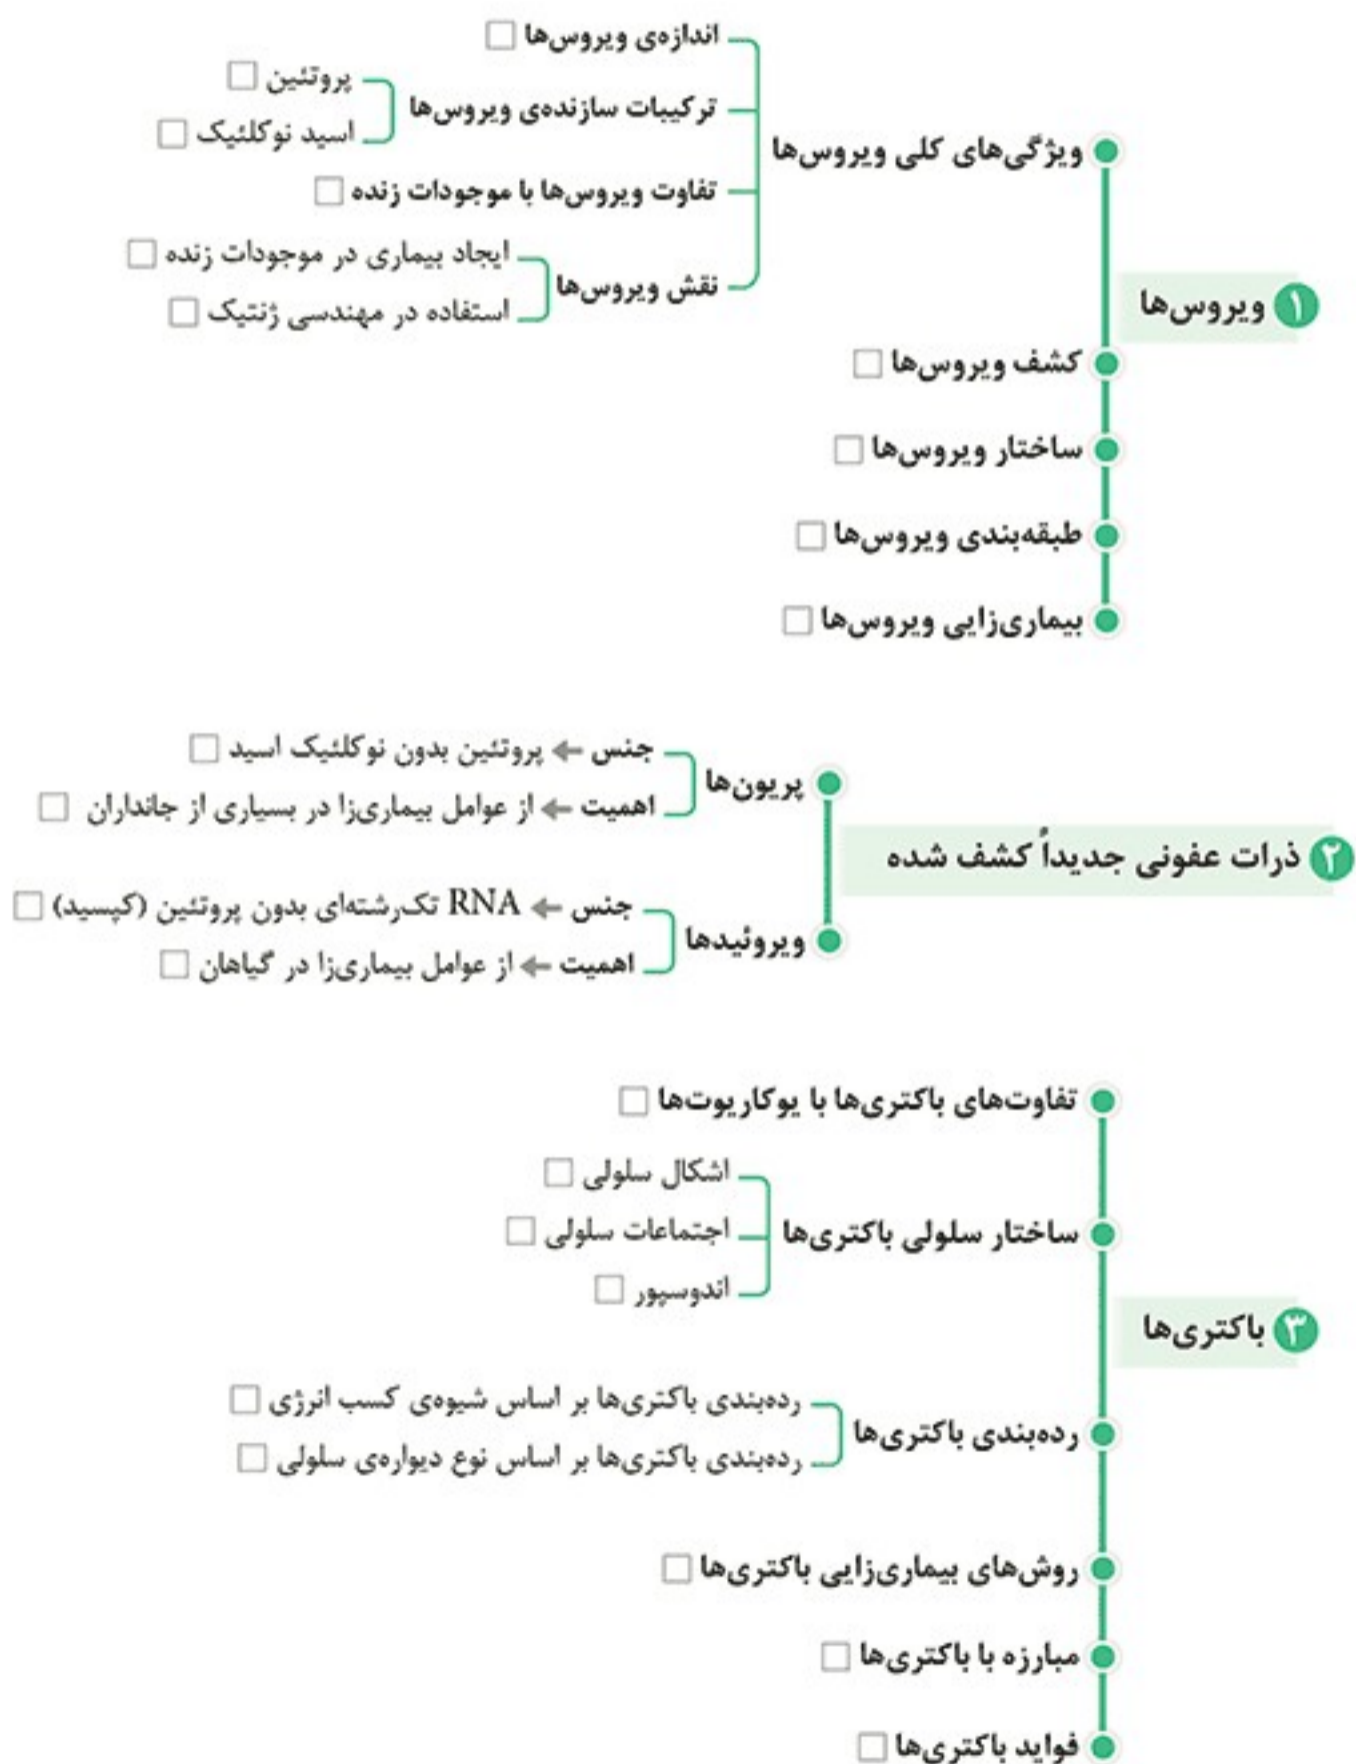 ۱ ویروس‌ها
ویژگی‌های کلی ویروس‌ها
اندازه‌ی ویروس‌ها
ترکیبات سازنده‌ی ویروس‌ها
پروتئین
اسید نوکلئیک
تفاوت ویروس‌ها با موجودات زنده
نقش ویروس‌ها
ایجاد بیماری در موجودات زنده
استفاده در مهندسی ژنتیک
کشف ویروس‌ها
ساختار ویروس‌ها
طبقه‌بندی ویروس‌ها
بیماری‌زایی ویروس‌ها
۲ ذرات عفونی جدیداً کشف شده
پریون‌ها
جنس ← پروتئین بدون نوکلئیک اسید
اهمیت ← از عوامل بیماری‌زا در بسیاری از جانداران
ویروئیدها
جنس ← RNA تک‌رشته‌ای بدون پروتئین (کپسید)
اهمیت ← از عوامل بیماری‌زا در گیاهان
۳ باکتری‌ها
تفاوت‌های باکتری‌ها با یوکاریوت‌ها
ساختار سلولی باکتری‌ها
اشکال سلولی
اجتماعات سلولی
اندوسپور
رده‌بندی باکتری‌ها
رده‌بندی باکتری‌ها بر اساس شیوه‌ی کسب انرژی
رده‌بندی باکتری‌ها بر اساس نوع دیواره‌ی سلولی
روش‌های بیماری‌زایی باکتری‌ها
مبارزه با باکتری‌ها
فواید باکتری‌ها